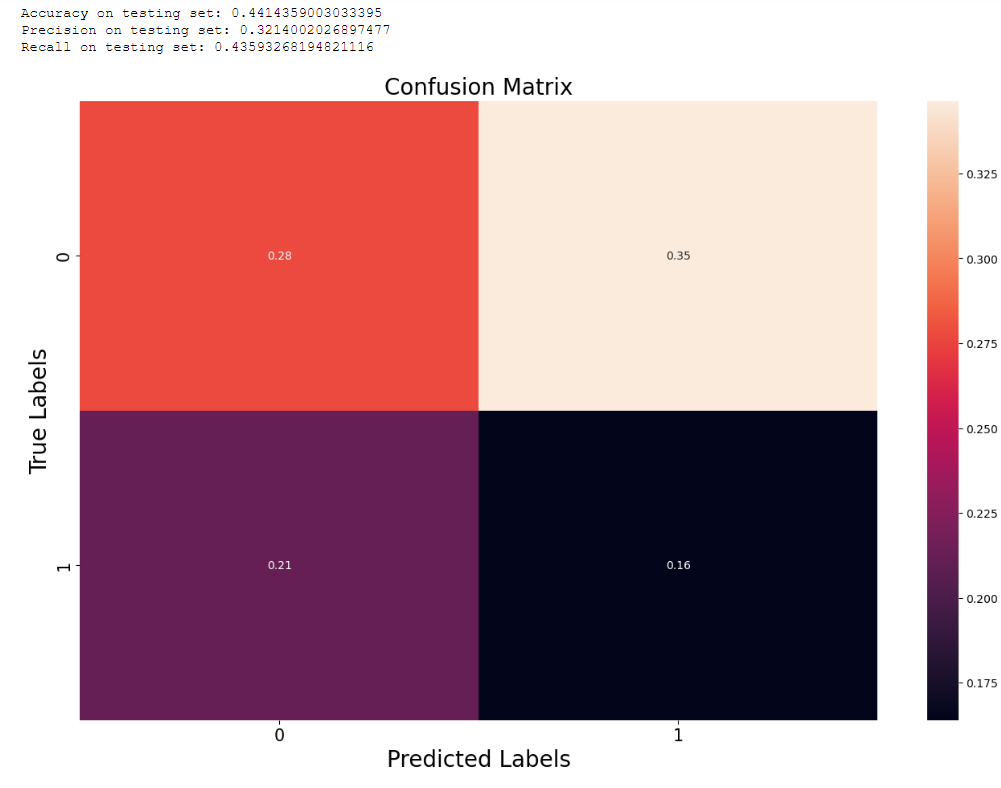 Accuracy on testing set: 0.4414359003033395
Precision on testing set: 0.3214002026897477
Recall on testing set: 0.43593268194821116
Confusion Matrix
0.28 0.35
0.21 0.16
0
1
True Labels
0 1
Predicted Labels
0.325
0.300
0.275
0.250
0.225
0.200
0.175